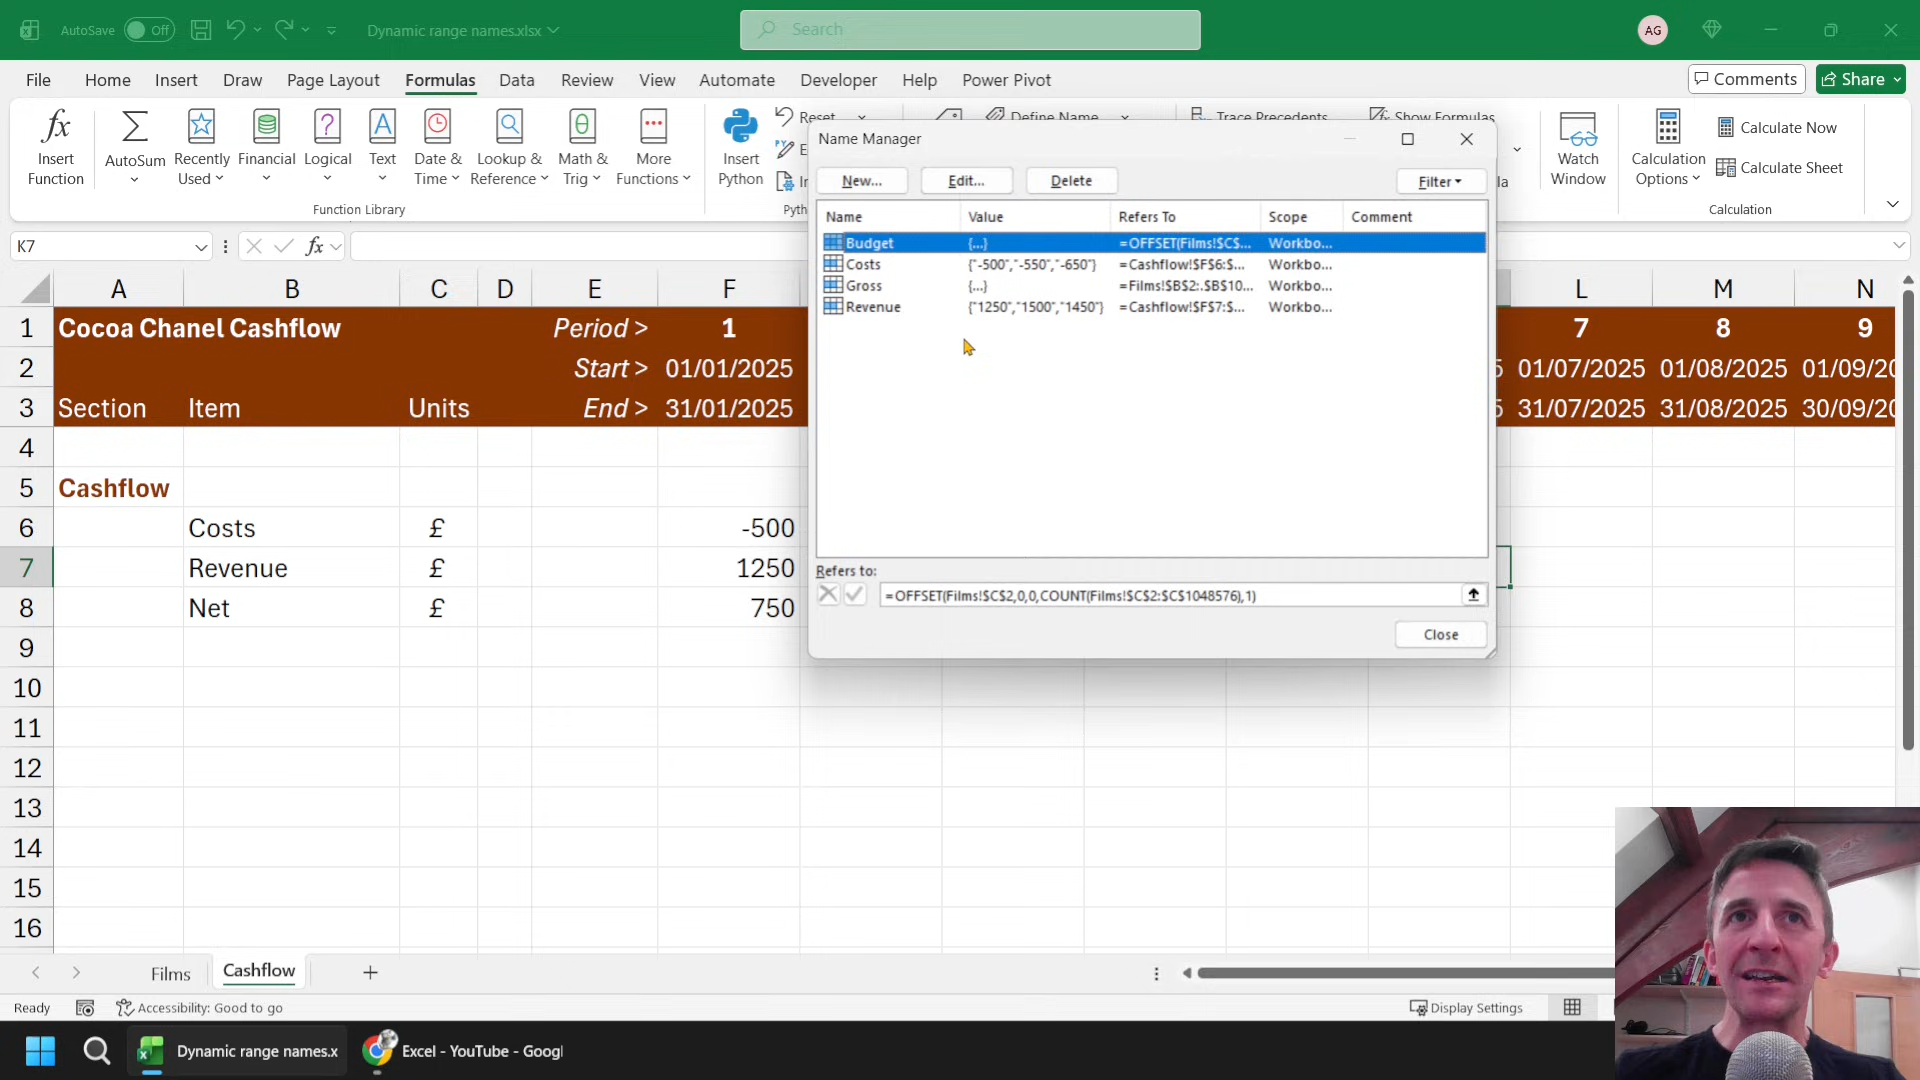 AutoSave Off Dynamic range names.xlsx Search AG
File Home Insert Draw Page Layout Formulas Data Review View Automate Developer Help Power Pivot Comments Share
Insert Function
AutoSum
Recently Used
Financial
Logical
Text
Date & Time
Lookup & Reference
Math & Trig
More Functions
Function Library
Insert Python
Reset
Define Name
Trace Precedents
Show Formulas
Watch Window
Calculation Options
Calculate Now
Calculate Sheet
Calculation
K7 fx
Name Manager
New... Edit... Delete Filter
Name Value Refers To Scope Comment
Budget {...} =OFFSET(Films!$C$... Workbo...
Costs {"-500","-550","-650"} =Cashflow!$F$6:$... Workbo...
Gross {...} =Films!$B$2:.$B$10... Workbo...
Revenue {"1250","1500","1450"} =Cashflow!$F$7:$... Workbo...
Refers to:
=OFFSET(Films!$C$2,0,0,COUNT(Films!$C$2:$C$1048576),1)
Close
A B C D E F L M N
1 Cocoa Chanel Cashflow Period > 1 7 8 9
2 Start > 01/01/2025 5 01/07/2025 01/08/2025 01/09/20
3 Section Item Units End > 31/01/2025 5 31/07/2025 31/08/2025 30/09/20
4
5 Cashflow
6 Costs £ -500
7 Revenue £ 1250
8 Net £ 750
9
10
11
12
13
14
15
16
Films Cashflow
Ready Accessibility: Good to go Display Settings
Dynamic range names.x Excel - YouTube - Googl